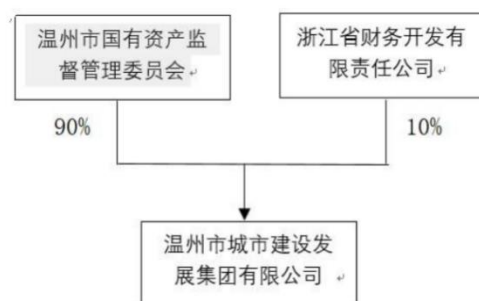 温州市国有资产监
督管理委员会
浙江省财务开发有
限责任公司
90%
10%
温州市城市建设发
展集团有限公司